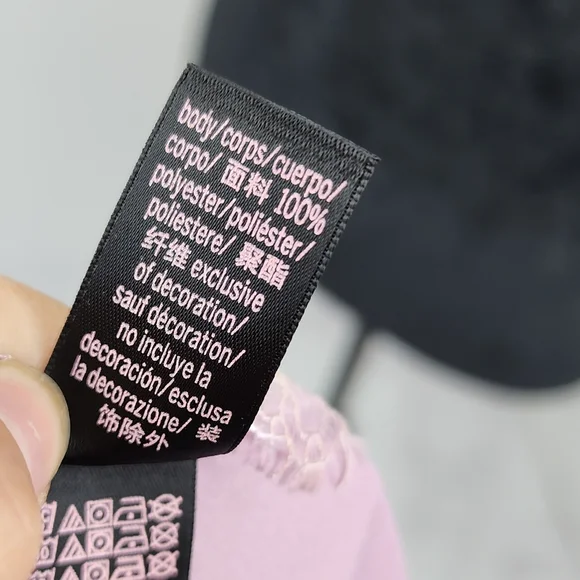 body/corps/cuerpo/
corpo/ 面料 100%
polyester/poliéster/
poliestere/ 聚酯
纤维 exclusive
of decoration/
sauf décoration/
no incluye la
decoración/esclusa
la decorazione/ 装
饰除外